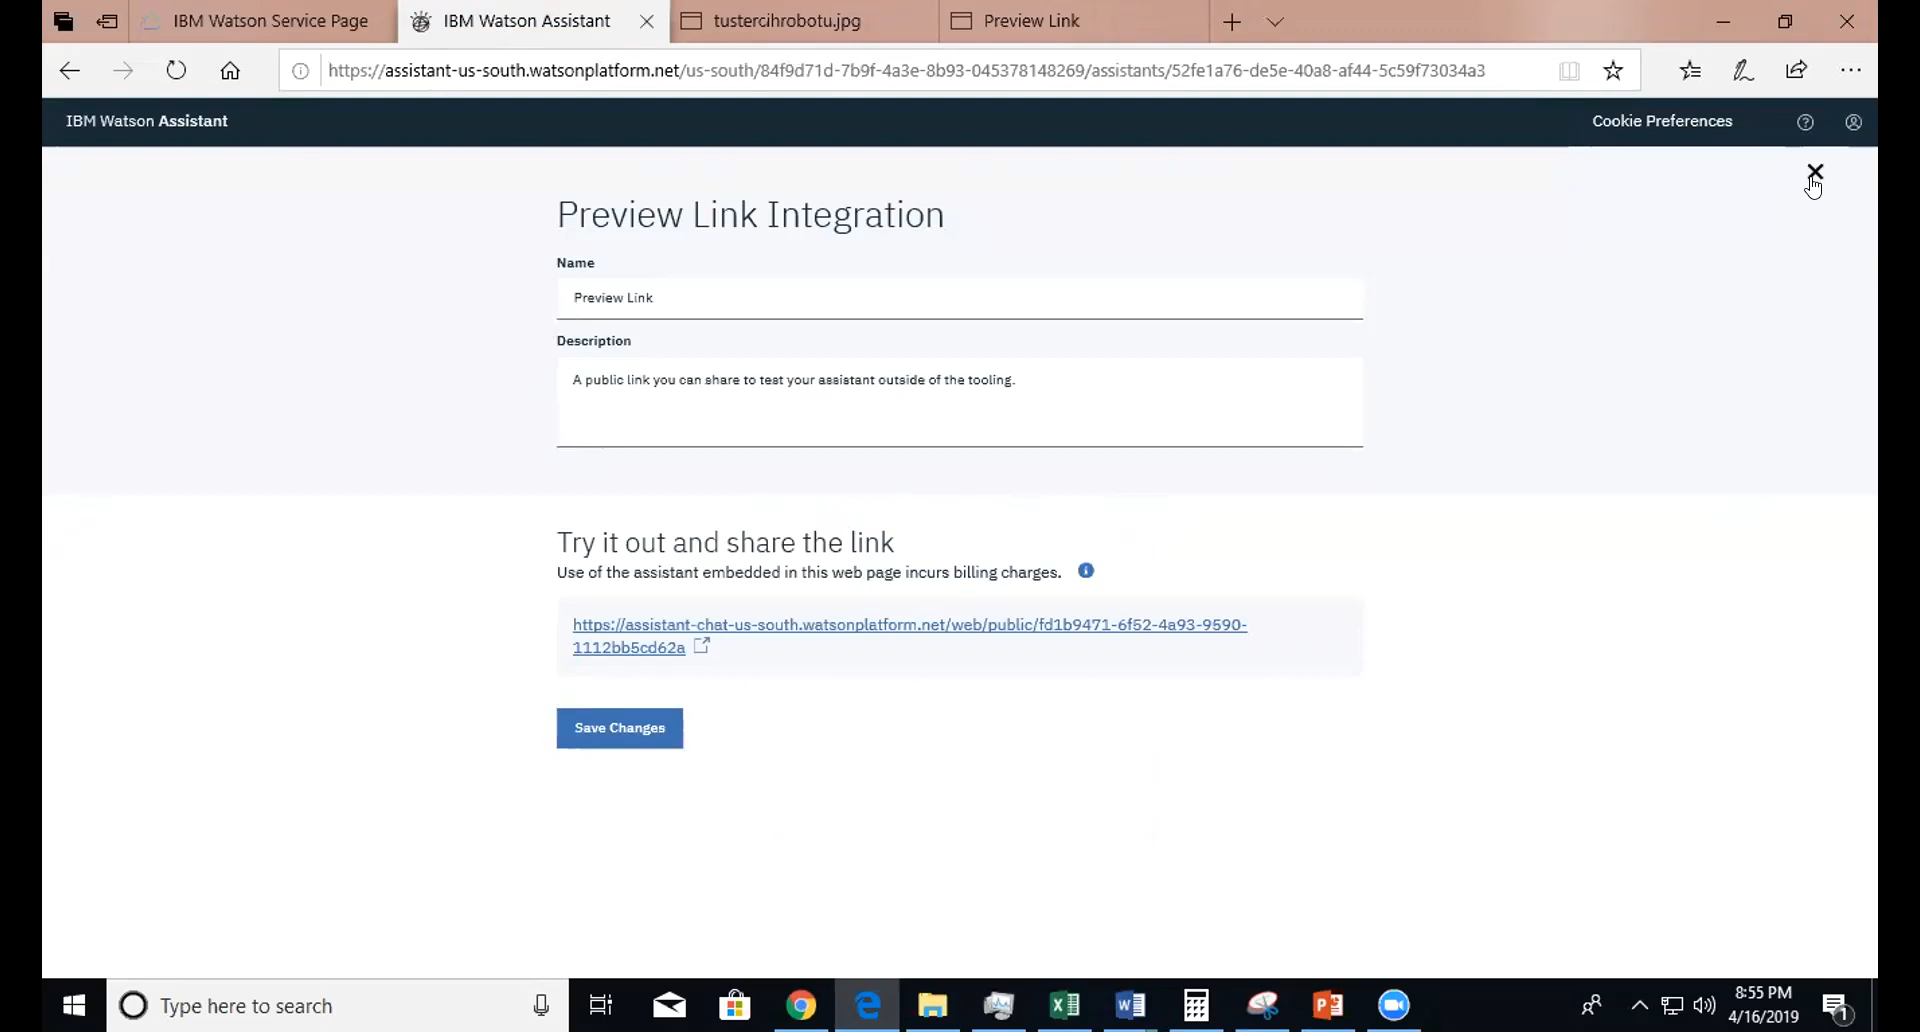 IBM Watson Service Page
IBM Watson Assistant
tustercihrobotu.jpg
Preview Link
https://assistant-us-south.watsonplatform.net/us-south/84f9d71d-7b9f-4a3e-8b93-045378148269/assistants/52fe1a76-de5e-40a8-af44-5c59f73034a3
IBM Watson Assistant
Cookie Preferences
Preview Link Integration
Name
Preview Link
Description
A public link you can share to test your assistant outside of the tooling.
Try it out and share the link
Use of the assistant embedded in this web page incurs billing charges.
https://assistant-chat-us-south.watsonplatform.net/web/public/fd1b9471-6f52-4a93-9590-
1112bb5cd62a
Save Changes
Type here to search
8:55 PM
4/16/2019
1